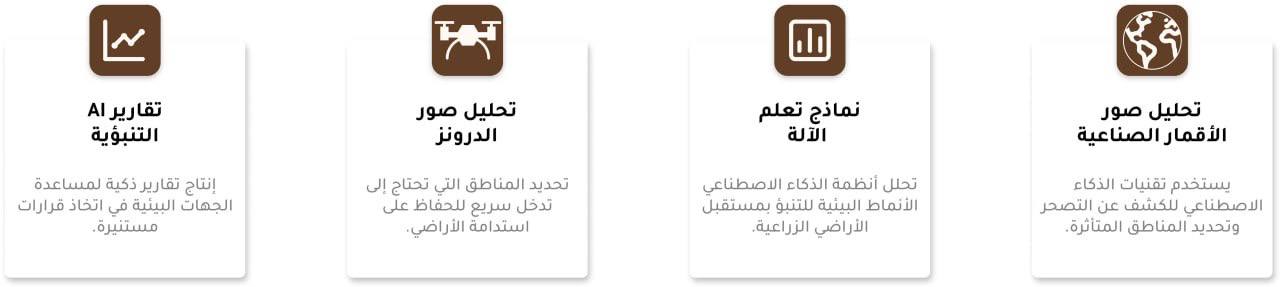 تحليل صور
الأقمار الصناعية
يستخدم تقنيات الذكاء
الاصطناعي للكشف عن التصحر
وتحديد المناطق المتأثرة.
نماذج تعلم
الآلة
تحلل أنظمة الذكاء الاصطناعي
الأنماط البيئية للتنبؤ بمستقبل
الأراضي الزراعية.
تحليل صور
الدرونز
تحديد المناطق التي تحتاج إلى
تدخل سريع للحفاظ على
استدامة الأراضي.
تقارير AI
التنبؤية
إنتاج تقارير ذكية لمساعدة
الجهات البيئية في اتخاذ قرارات
مستنيرة.